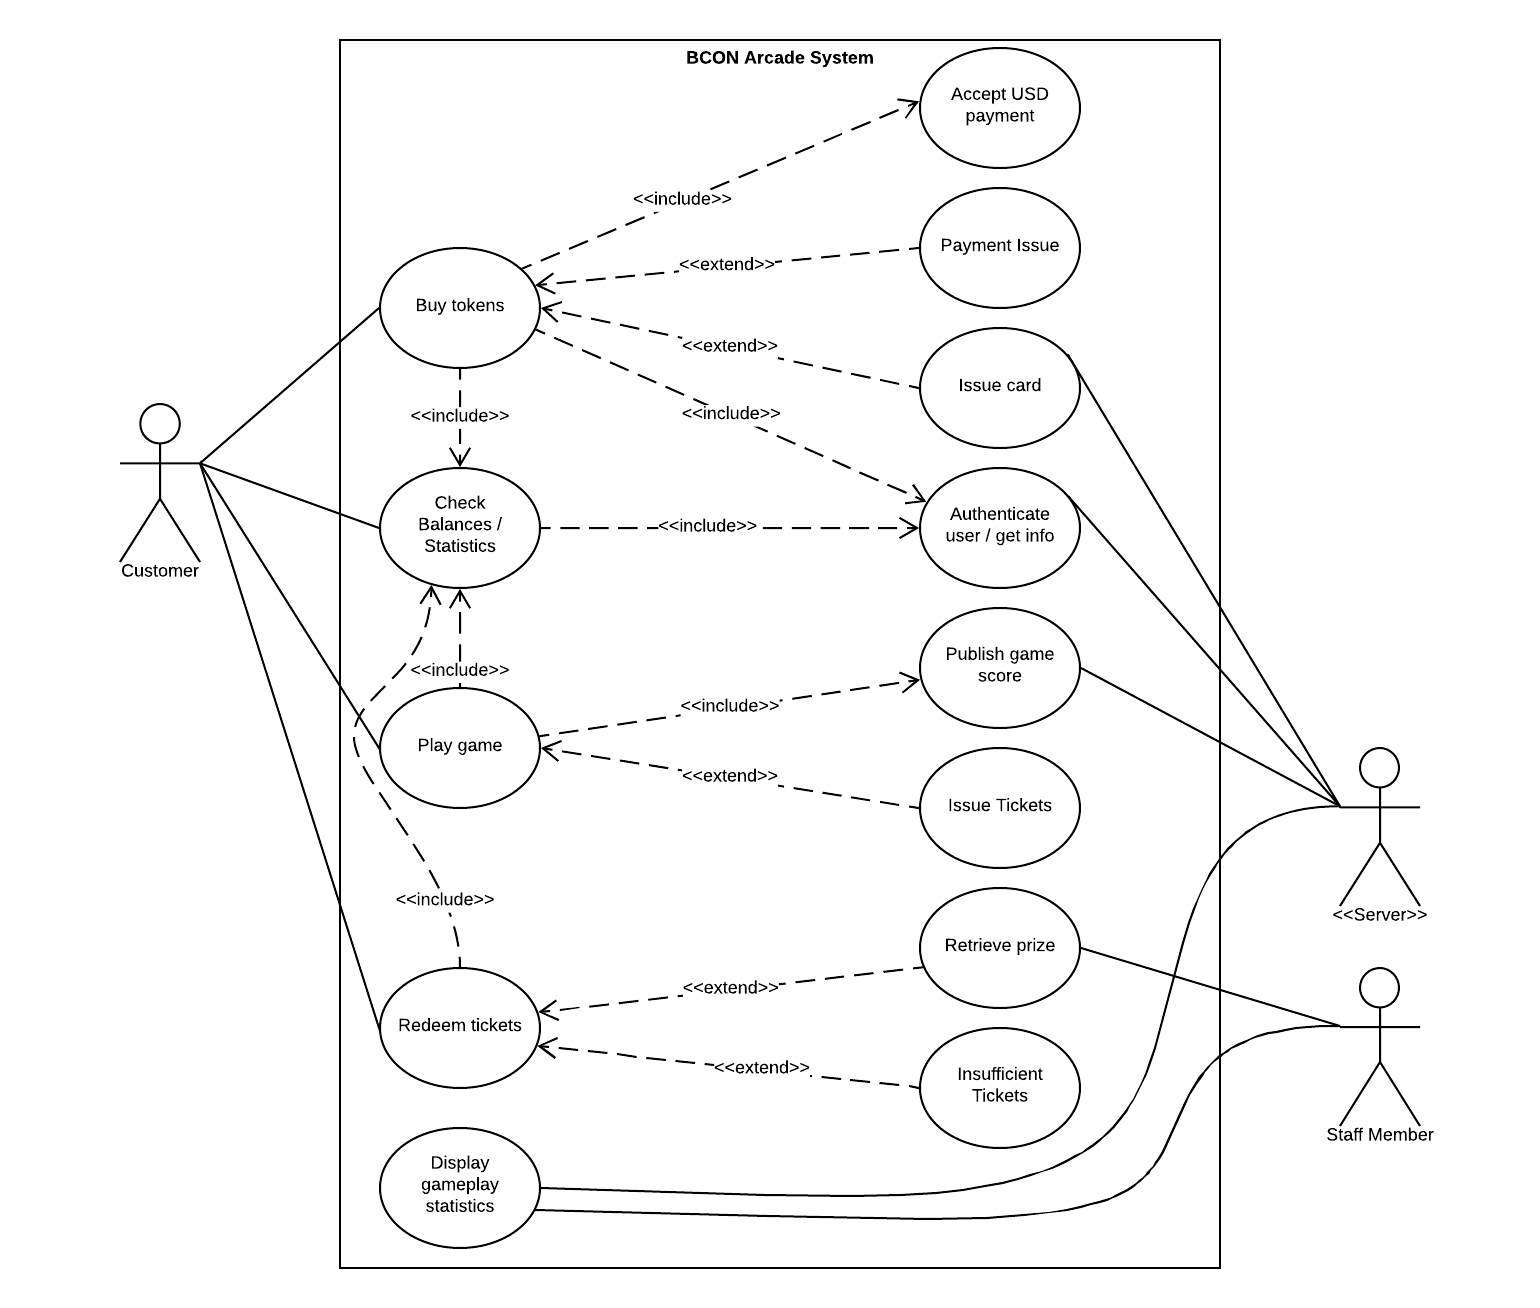 BCON Arcade System
Accept USD
payment
<<include>>
Payment Issue
<<extend>>
Buy tokens
<<extend>>
Issue card
<<include>>
<<include>>
Check
Balances /
Statistics
<<include>>
Authenticate
user / get info
Customer
<<include>>
Publish game
score
<<include>>
Play game
<<extend>>
Issue Tickets
<<include>>
<<Server>>
Retrieve prize
<<extend>>
Redeem tickets
<<extend>>
Insufficient
Tickets
Staff Member
Display
gameplay
statistics